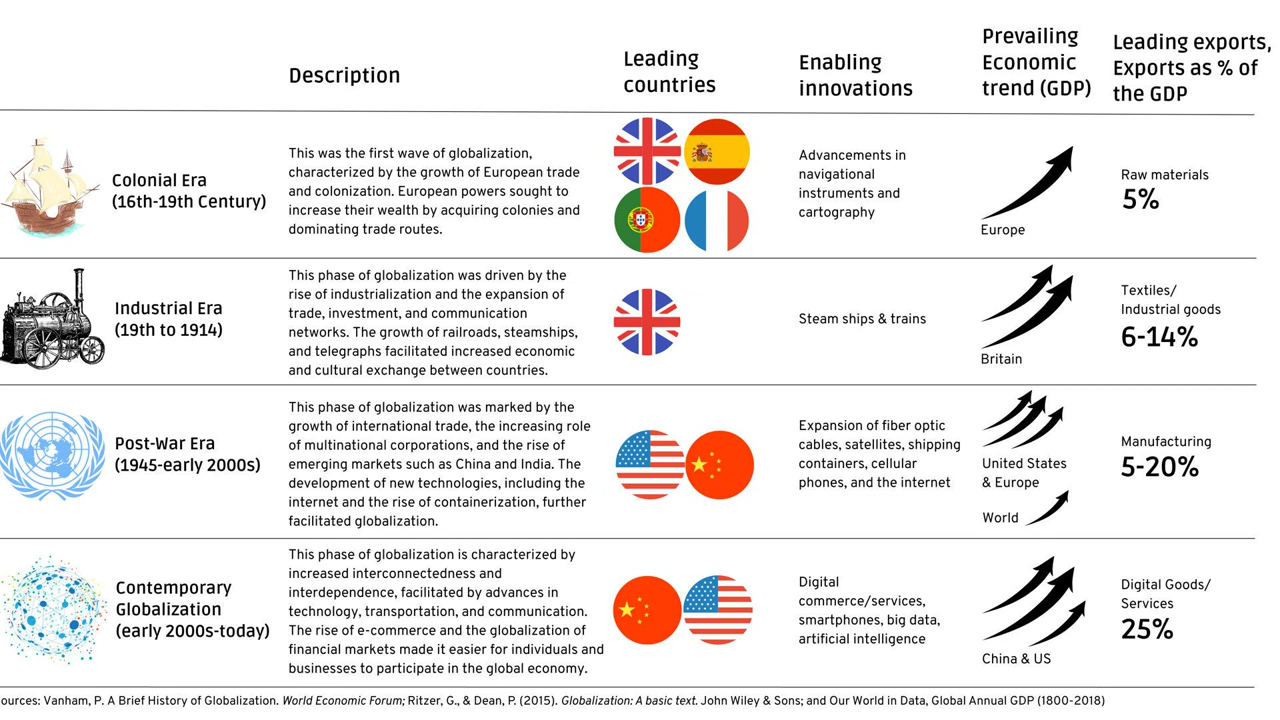 Description
Leading
countries
Enabling
innovations
Prevailing
Economic
trend (GDP)
Leading exports,
Exports as % of
the GDP
Colonial Era
(16th-19th Century)
This was the first wave of globalization,
characterized by the growth of European trade
and colonization. European powers sought to
increase their wealth by acquiring colonies and
dominating trade routes.
Advancements in
navigational
instruments and
cartography
Europe
Raw materials
5%
Industrial Era
(19th to 1914)
This phase of globalization was driven by the
rise of industrialization and the expansion of
trade, investment, and communication
networks. The growth of railroads, steamships,
and telegraphs facilitated increased economic
and cultural exchange between countries.
Steam ships & trains
Britain
Textiles/
Industrial goods
6-14%
Post-War Era
(1945-early 2000s)
This phase of globalization was marked by the
growth of international trade, the increasing role
of multinational corporations, and the rise of
emerging markets such as China and India. The
development of new technologies, including the
internet and the rise of containerization, further
facilitated globalization.
Expansion of fiber optic
cables, satellites, shipping
containers, cellular
phones, and the internet
United States
& Europe
World
Manufacturing
5-20%
Contemporary
Globalization
(early 2000s-today)
This phase of globalization is characterized by
increased interconnectedness and
interdependence, facilitated by advances in
technology, transportation, and communication.
The rise of e-commerce and the globalization of
financial markets made it easier for individuals and
businesses to participate in the global economy.
Digital
commerce/services,
smartphones, big data,
artificial intelligence
China & US
Digital Goods/
Services
25%
ources: Vanham, P. A Brief History of Globalization. World Economic Forum; Ritzer, G., & Dean, P. (2015). Globalization: A basic text. John Wiley & Sons; and Our World in Data, Global Annual GDP (1800-2018)